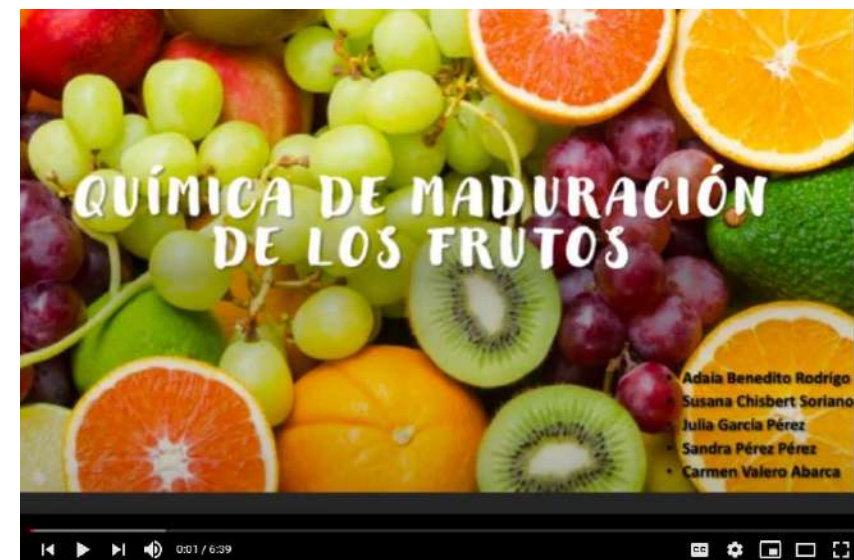 QUÍMICA DE MADURACIÓN
DE LOS FRUTOS
• Adaia Benedito Rodrigo
• Susana Chisbert Soriano
• Julia García Pérez
• Sandra Pérez Pérez
• Carmen Valero Abarca
0:01 / 6:39
CC